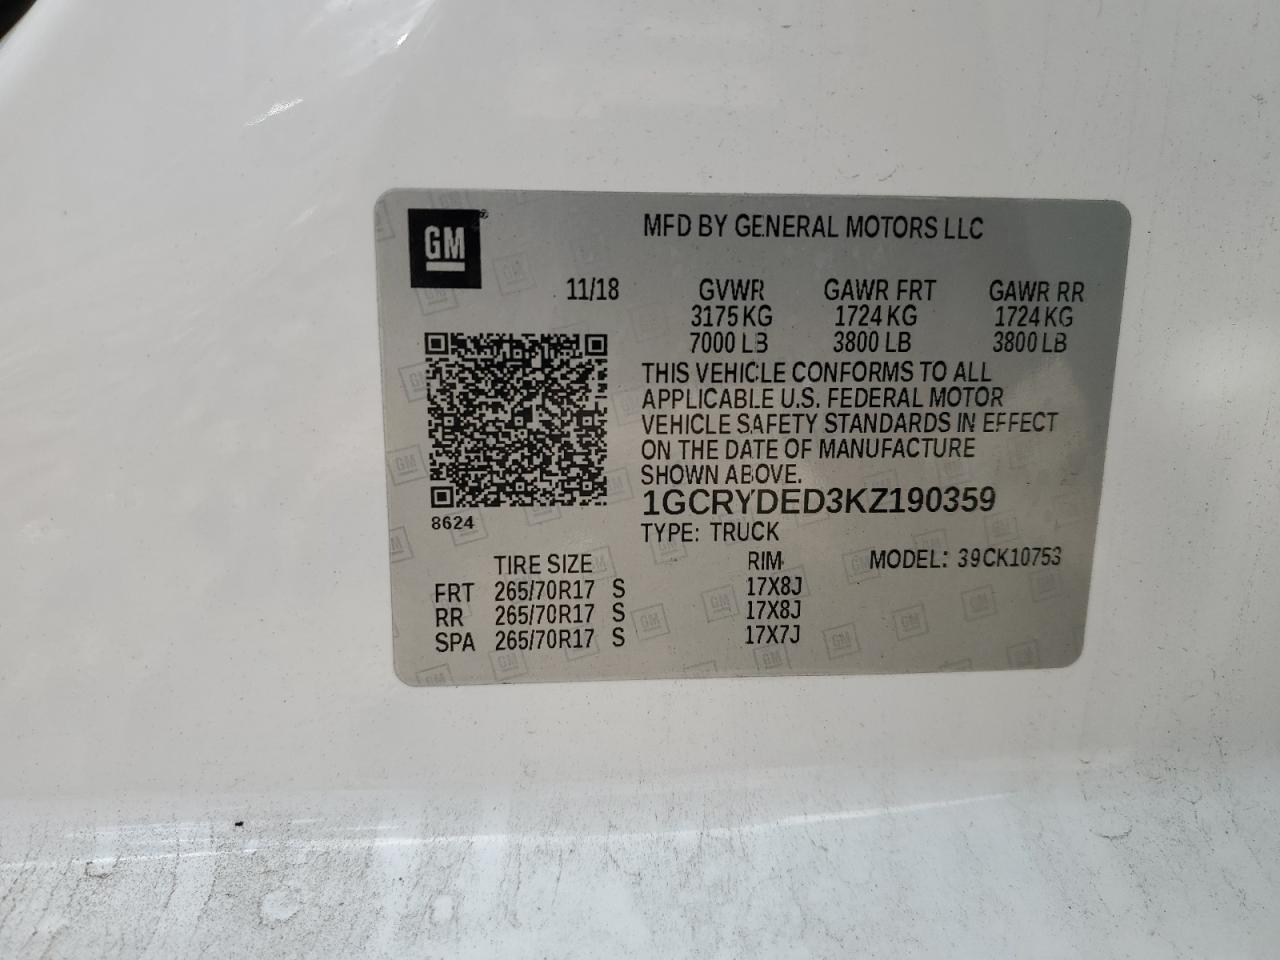 GM
MFD BY GENERAL MOTORS LLC
11/18 GVWR GAWR FRT GAWR RR
3175 KG 1724 KG 1724 KG
7000 LB 3800 LB 3800 LB
THIS VEHICLE CONFORMS TO ALL
APPLICABLE U.S. FEDERAL MOTOR
VEHICLE SAFETY STANDARDS IN EFFECT
ON THE DATE OF MANUFACTURE
SHOWN ABOVE.
1GCRYDED3KZ190359
8624
TYPE: TRUCK
TIRE SIZE RIM MODEL: 39CK10753
FRT 265/70R17 S 17X8J
RR 265/70R17 S 17X8J
SPA 265/70R17 S 17X7J